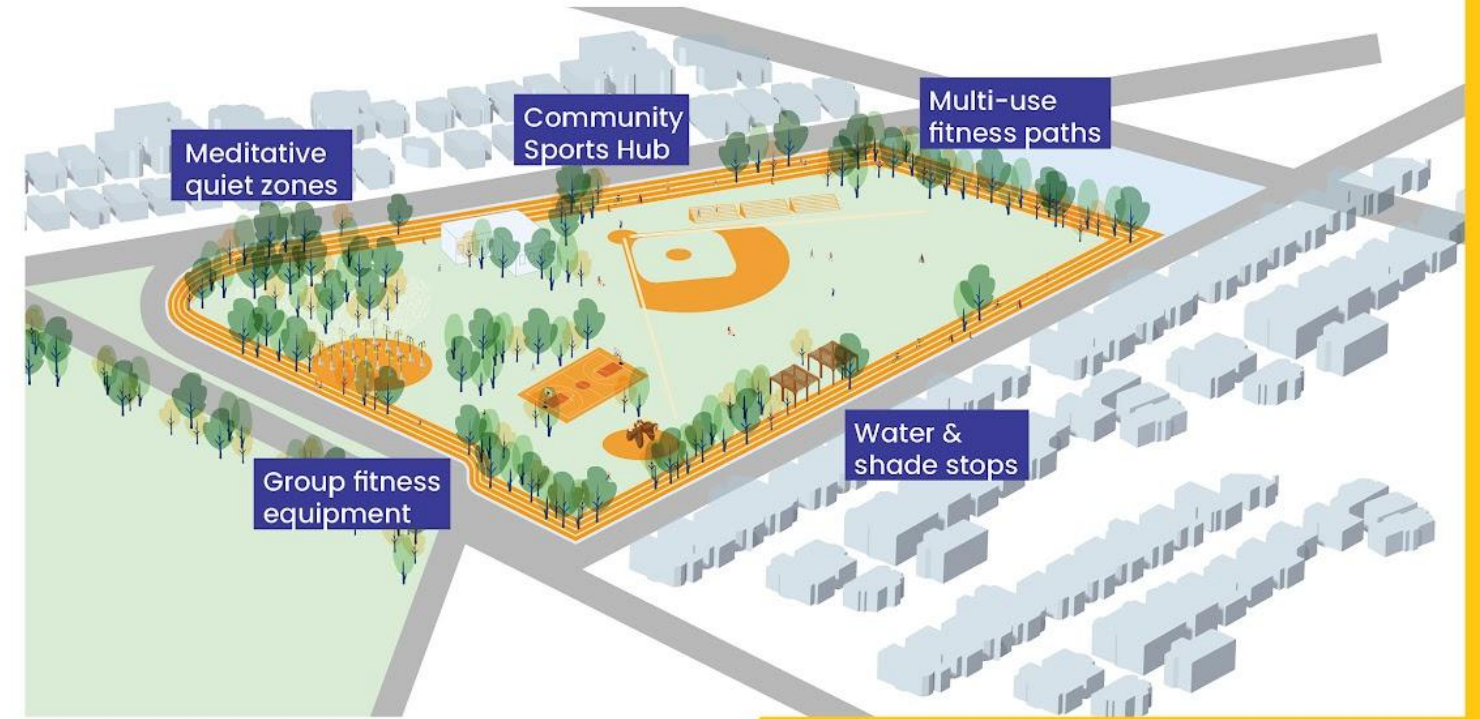 Multi-use
fitness paths
Community
Sports Hub
Meditative
quiet zones
Water &
shade stops
Group fitness
equipment